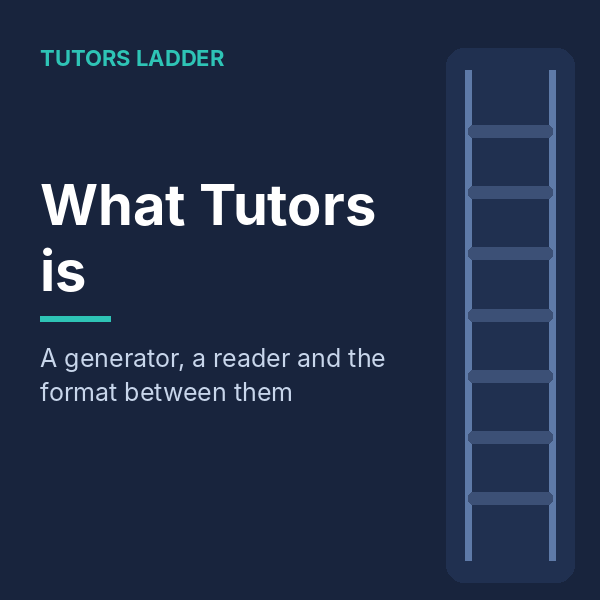 TUTORS LADDER
What Tutors
is
A generator, a reader and the
format between them